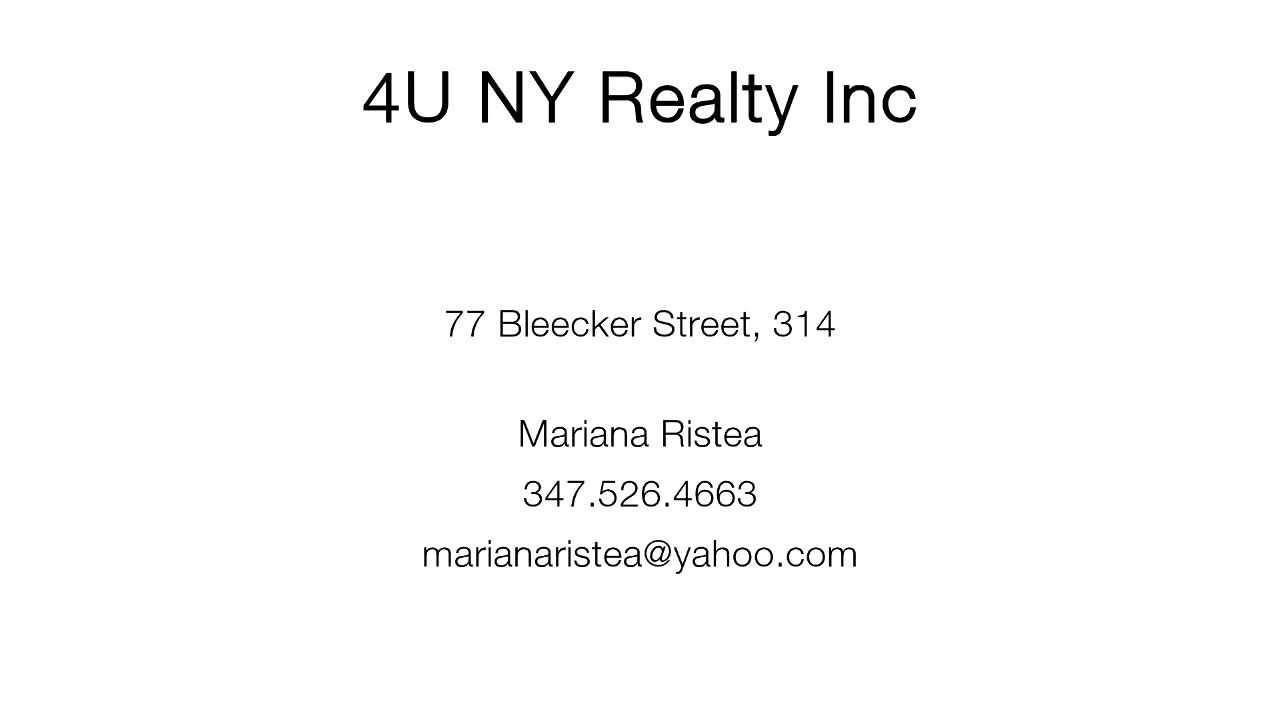 4U NY Realty Inc
77 Bleecker Street, 314
Mariana Ristea
347.526.4663
marianaristea@yahoo.com